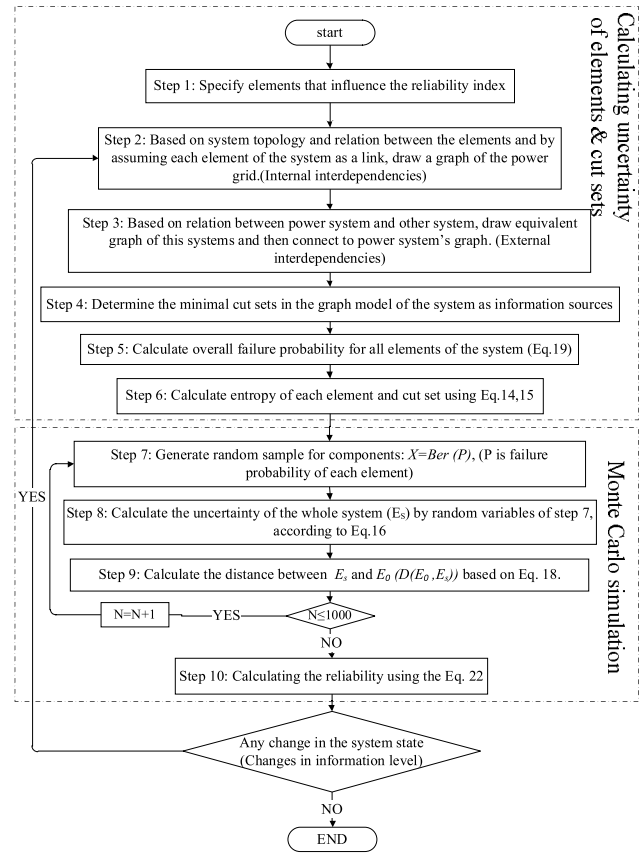 start
Calculating uncertainty
of elements & cut sets
Step 1: Specify elements that influence the reliability index
Step 2: Based on system topology and relation between the elements and by
assuming each element of the system as a link, draw a graph of the power
grid.(Internal interdependencies)
Step 3: Based on relation between power system and other system, draw equivalent
graph of this systems and then connect to power system's graph. (External
interdependencies)
Step 4: Determine the minimal cut sets in the graph model of the system as information sources
Step 5: Calculate overall failure probability for all elements of the system (Eq.19)
Step 6: Calculate entropy of each element and cut set using Eq.14,15
Monte Carlo simulation
Step 7: Generate random sample for components: X=Ber (P), (P is failure
probability of each element)
YES
Step 8: Calculate the uncertainty of the whole system (ES) by random variables of step 7,
according to Eq.16
Step 9: Calculate the distance between Es and E0 (D(E0 ,Es)) based on Eq. 18.
N=N+1
YES
N≤1000
NO
Step 10: Calculating the reliability using the Eq. 22
Any change in the system state
(Changes in information level)
NO
END